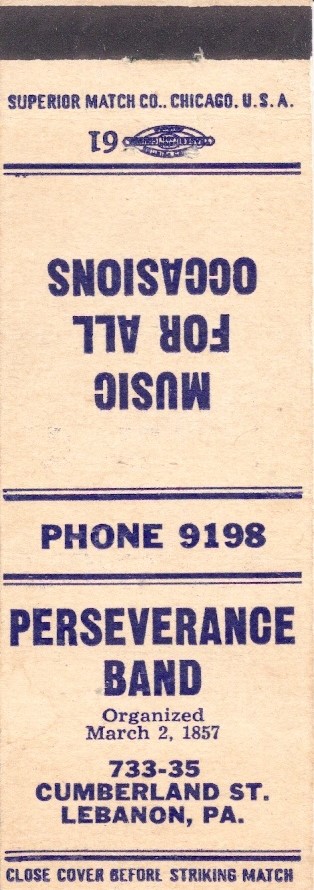 SUPERIOR MATCH CO., CHICAGO, U.S.A.
61
MUSIC
FOR ALL
OCCASIONS
PHONE 9198
PERSEVERANCE
BAND
Organized
March 2, 1857
733-35
CUMBERLAND ST.
LEBANON, PA.
CLOSE COVER BEFORE STRIKING MATCH